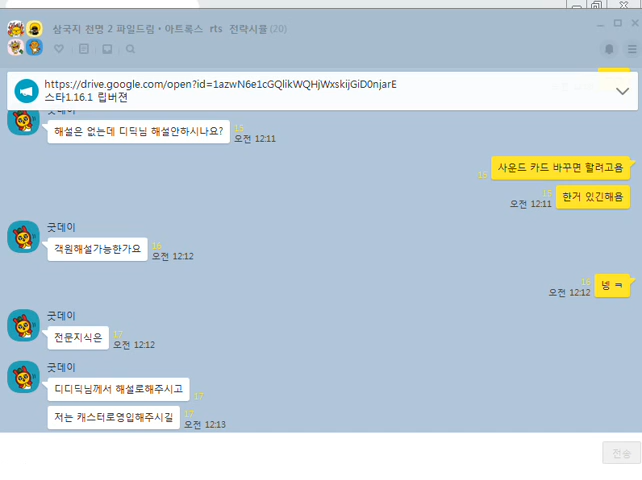 삼국지 천명 2 파일드림・아트록스 rts 전략시뮬 (20)
https://drive.google.com/open?id=1azwN6e1cGQlikWQHjWxskijGiD0njarE
스타1.16.1 립버젼
굿데이
해설은 없는데 디딕님 해설안하시나요?
15
오전 12:11
사운드 카드 바꾸면 할려고욤
15
한거 있긴해욤
15
오전 12:11
굿데이
객원해설가능한가요
16
오전 12:12
넹 ㅋ
16
오전 12:12
굿데이
전문지식은
17
오전 12:12
굿데이
디디딕님께서 해설로해주시고
17
저는 캐스터로영입해주시길
17
오전 12:13
전송